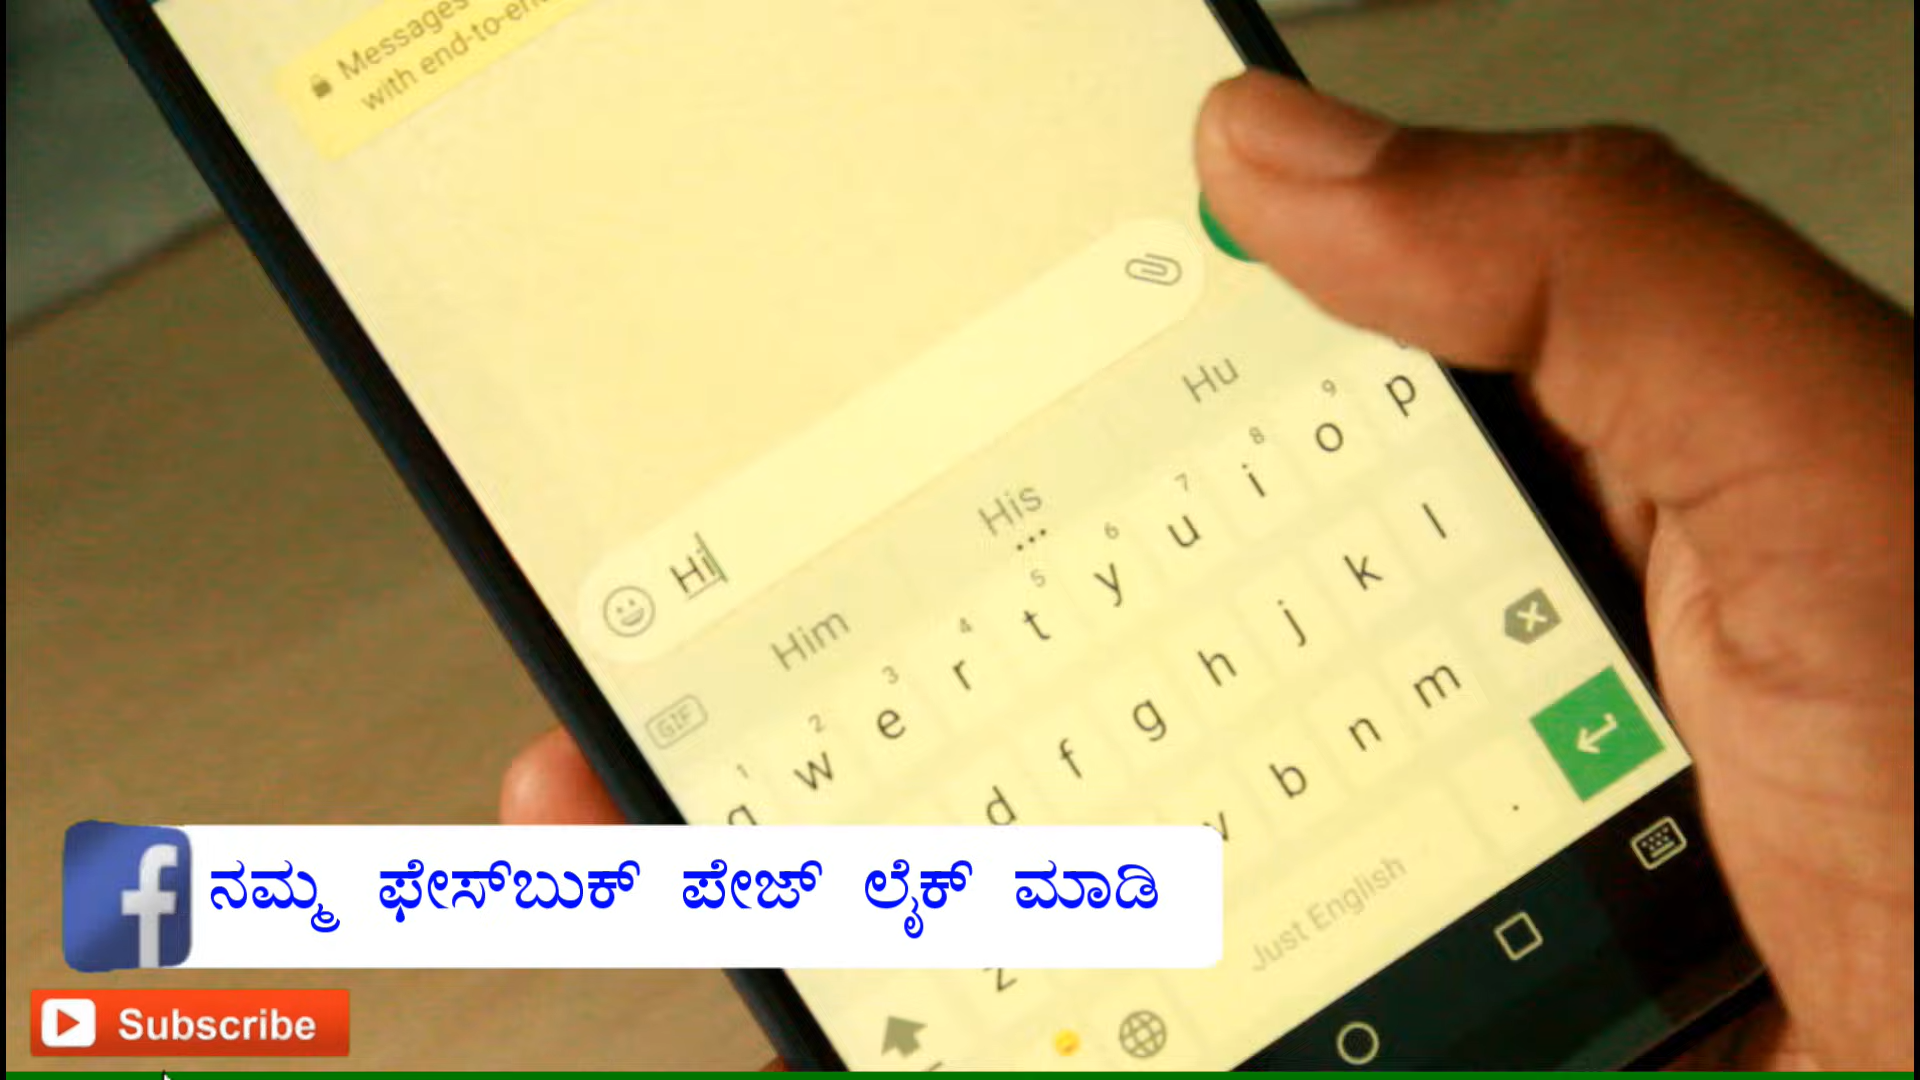 Messages
with end-to-en
Hi
Him His Hu
GIF
1 2 3 4 5 6 7 8 9
q w e r t y u i o p
d f g h j k l
z v b n m
Just English .
f ನಮ್ಮ ಫೇಸ್‌ಬುಕ್ ಪೇಜ್ ಲೈಕ್ ಮಾಡಿ
Subscribe